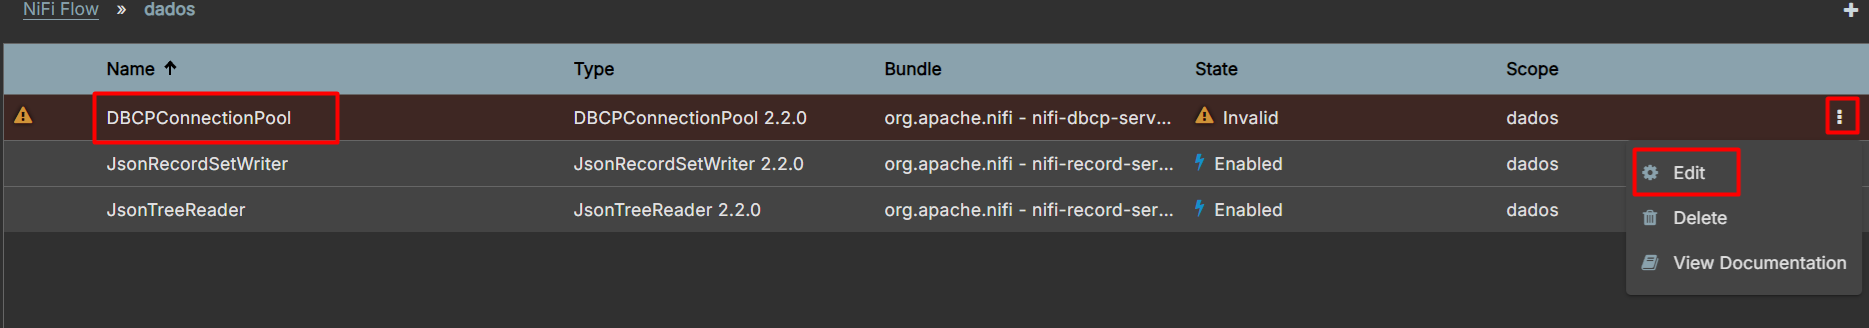 NiFi Flow » dados
Name Type Bundle State Scope
DBCPConnectionPool DBCPConnectionPool 2.2.0 org.apache.nifi - nifi-dbcp-serv... Invalid dados
JsonRecordSetWriter JsonRecordSetWriter 2.2.0 org.apache.nifi - nifi-record-ser... Enabled dados
JsonTreeReader JsonTreeReader 2.2.0 org.apache.nifi - nifi-record-ser... Enabled dados
Edit
Delete
View Documentation